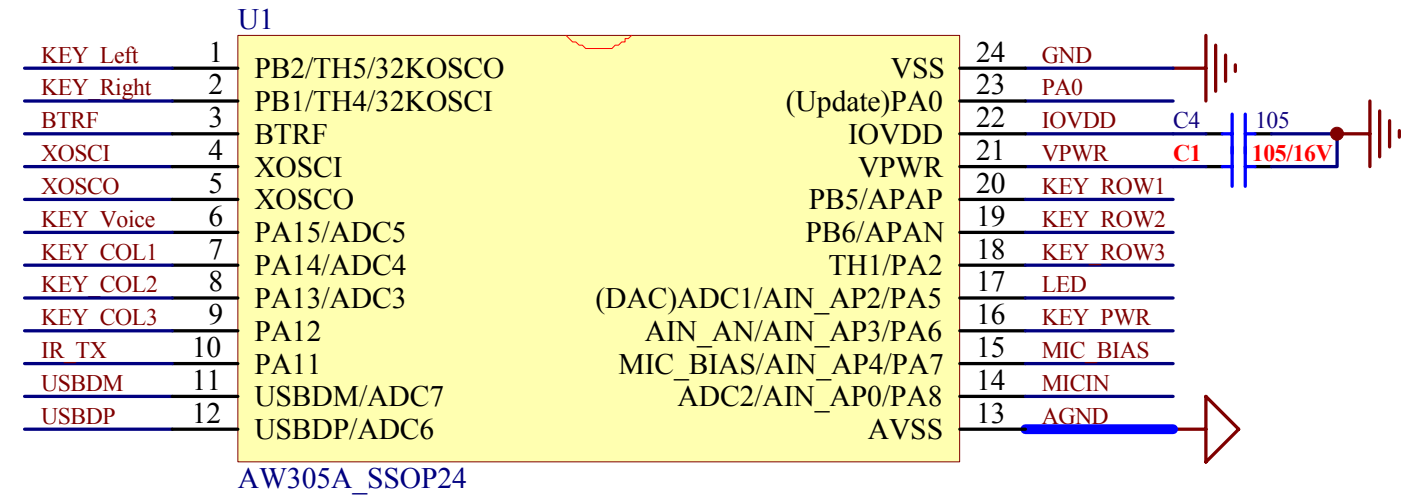 U1
KEY_Left 1 PB2/TH5/32KOSCO VSS 24 GND
KEY_Right 2 PB1/TH4/32KOSCI (Update)PA0 23 PA0
BTRF 3 BTRF IOVDD 22 IOVDD C4 105
XOSCI 4 XOSCI VPWR 21 VPWR C1 105/16V
XOSCO 5 XOSCO PB5/APAP 20 KEY_ROW1
KEY_Voice 6 PA15/ADC5 PB6/APAN 19 KEY_ROW2
KEY_COL1 7 PA14/ADC4 TH1/PA2 18 KEY_ROW3
KEY_COL2 8 PA13/ADC3 (DAC)ADC1/AIN_AP2/PA5 17 LED
KEY_COL3 9 PA12 AIN_AN/AIN_AP3/PA6 16 KEY_PWR
IR_TX 10 PA11 MIC_BIAS/AIN_AP4/PA7 15 MIC_BIAS
USBDM 11 USBDM/ADC7 ADC2/AIN_AP0/PA8 14 MICIN
USBDP 12 USBDP/ADC6 AVSS 13 AGND
AW305A_SSOP24